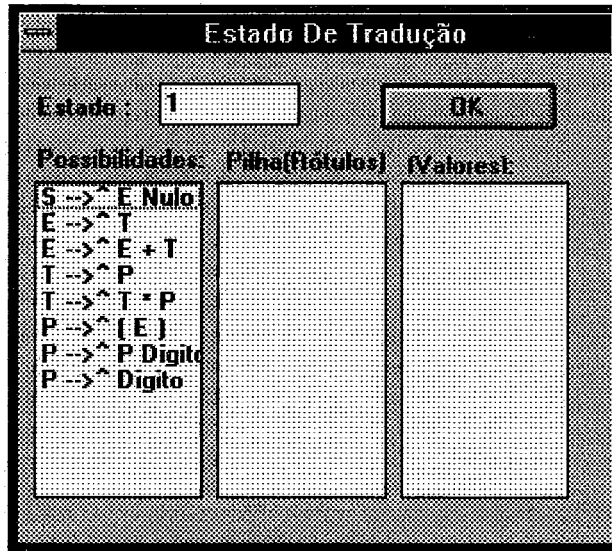 Estado De Tradução
Estado : 1 OK
Possibilidades: Pilha(Rótulos) (Valores):
S -->^ E Nulo
E -->^ T
E -->^ E + T
T -->^ P
T -->^ T * P
P -->^ ( E )
P -->^ P Digito
P -->^ Digito